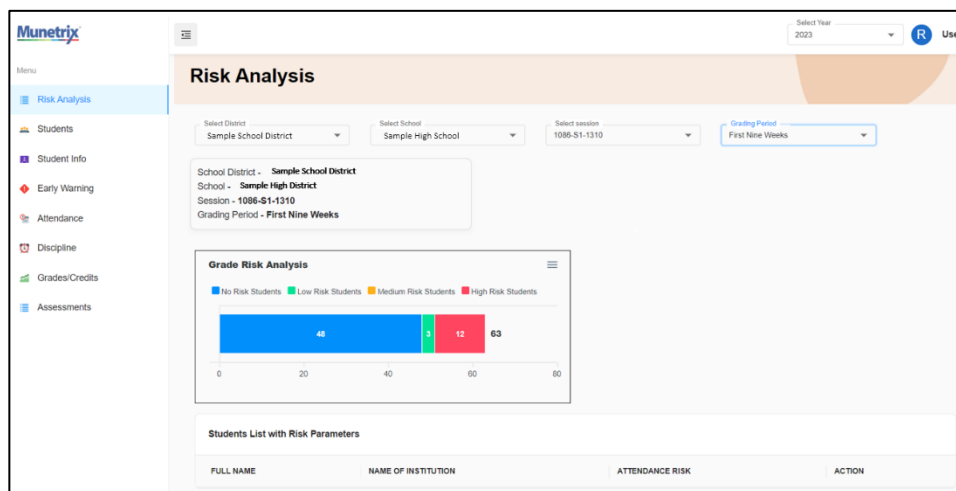 Munetrix
Select Year
2023
R
Use
Menu
Risk Analysis
Students
Student Info
Early Warning
Attendance
Discipline
Grades/Credits
Assessments
Risk Analysis
Select District
Sample School District
Select School
Sample High School
Select session
1086-S1-1310
Grading Period
First Nine Weeks
School District - Sample School District
School - Sample High District
Session - 1086-S1-1310
Grading Period - First Nine Weeks
Grade Risk Analysis
No Risk Students Low Risk Students Medium Risk Students High Risk Students
48 3 12 63
0 20 40 60 80
Students List with Risk Parameters
FULL NAME NAME OF INSTITUTION ATTENDANCE RISK ACTION